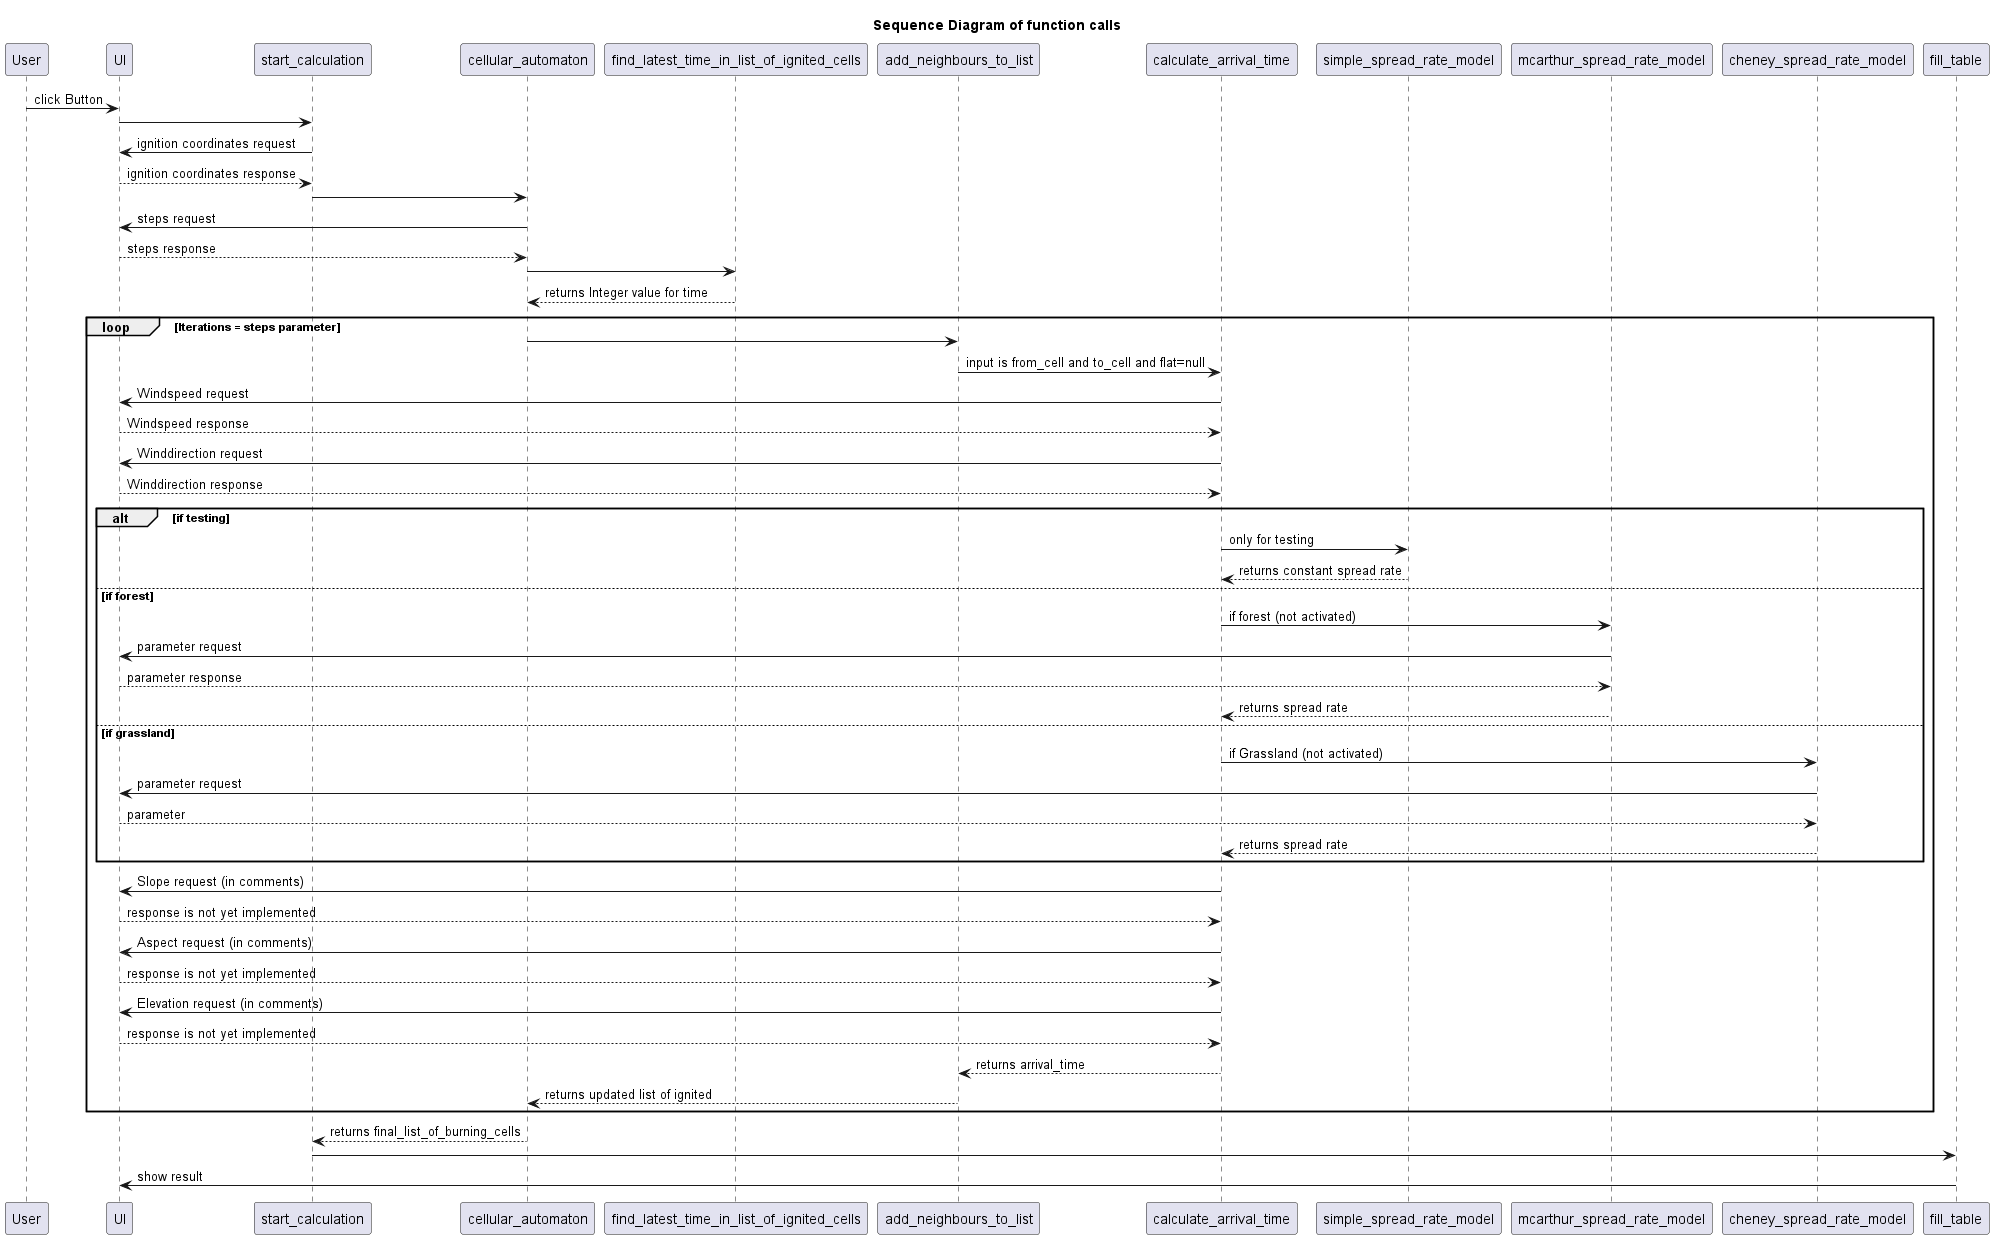 Sequence Diagram of function calls
User
UI
start_calculation
cellular_automaton
find_latest_time_in_list_of_ignited_cells
add_neighbours_to_list
calculate_arrival_time
simple_spread_rate_model
mcarthur_spread_rate_model
cheney_spread_rate_model
fill_table
click Button
ignition coordinates request
ignition coordinates response
steps request
steps response
returns Integer value for time
loop [Iterations = steps parameter]
input is from_cell and to_cell and flat=null
Windspeed request
Windspeed response
Winddirection request
Winddirection response
alt [if testing]
only for testing
returns constant spread rate
[if forest]
if forest (not activated)
parameter request
parameter response
returns spread rate
[if grassland]
if Grassland (not activated)
parameter request
parameter
returns spread rate
Slope request (in comments)
response is not yet implemented
Aspect request (in comments)
response is not yet implemented
Elevation request (in comments)
response is not yet implemented
returns arrival_time
returns updated list of ignited
returns final_list_of_burning_cells
show result
User
UI
start_calculation
cellular_automaton
find_latest_time_in_list_of_ignited_cells
add_neighbours_to_list
calculate_arrival_time
simple_spread_rate_model
mcarthur_spread_rate_model
cheney_spread_rate_model
fill_table